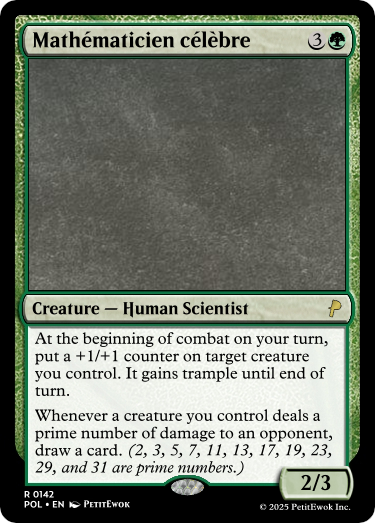 Mathématicien célèbre 3
Creature — Human Scientist
At the beginning of combat on your turn,
put a +1/+1 counter on target creature
you control. It gains trample until end of
turn.
Whenever a creature you control deals a
prime number of damage to an opponent,
draw a card. (2, 3, 5, 7, 11, 13, 17, 19, 23,
29, and 31 are prime numbers.)
2/3
R 0142
POL • EN PetitEwok
© 2025 PetitEwok Inc.